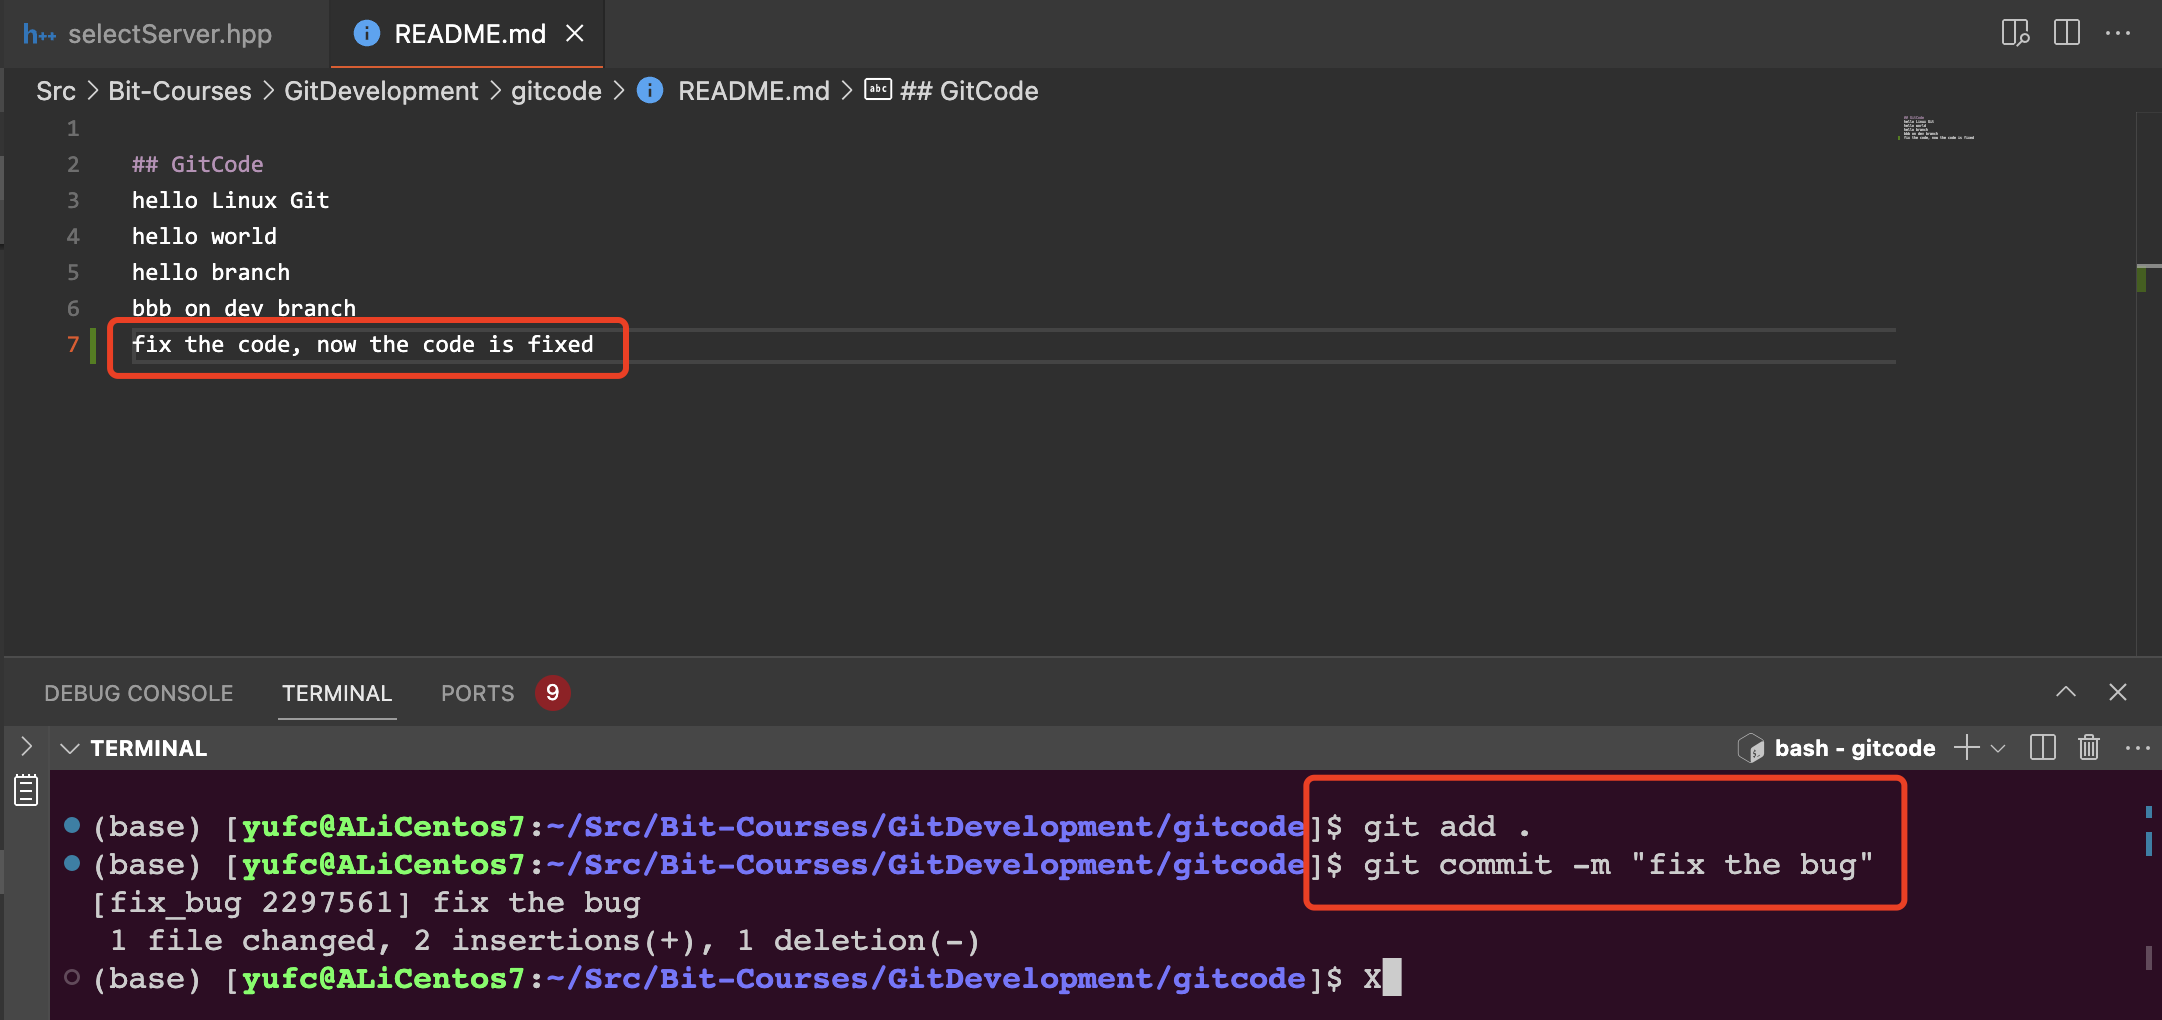 h++ selectServer.hpp README.md
Src > Bit-Courses > GitDevelopment > gitcode > README.md > abc ## GitCode
1
2 ## GitCode
3 hello Linux Git
4 hello world
5 hello branch
6 bbb on dev branch
7 fix the code, now the code is fixed
DEBUG CONSOLE TERMINAL PORTS 9
TERMINAL bash - gitcode
(base) [yufc@ALiCentos7:~/Src/Bit-Courses/GitDevelopment/gitcode]$ git add .
(base) [yufc@ALiCentos7:~/Src/Bit-Courses/GitDevelopment/gitcode]$ git commit -m "fix the bug"
[fix_bug 2297561] fix the bug
1 file changed, 2 insertions(+), 1 deletion(-)
(base) [yufc@ALiCentos7:~/Src/Bit-Courses/GitDevelopment/gitcode]$ X